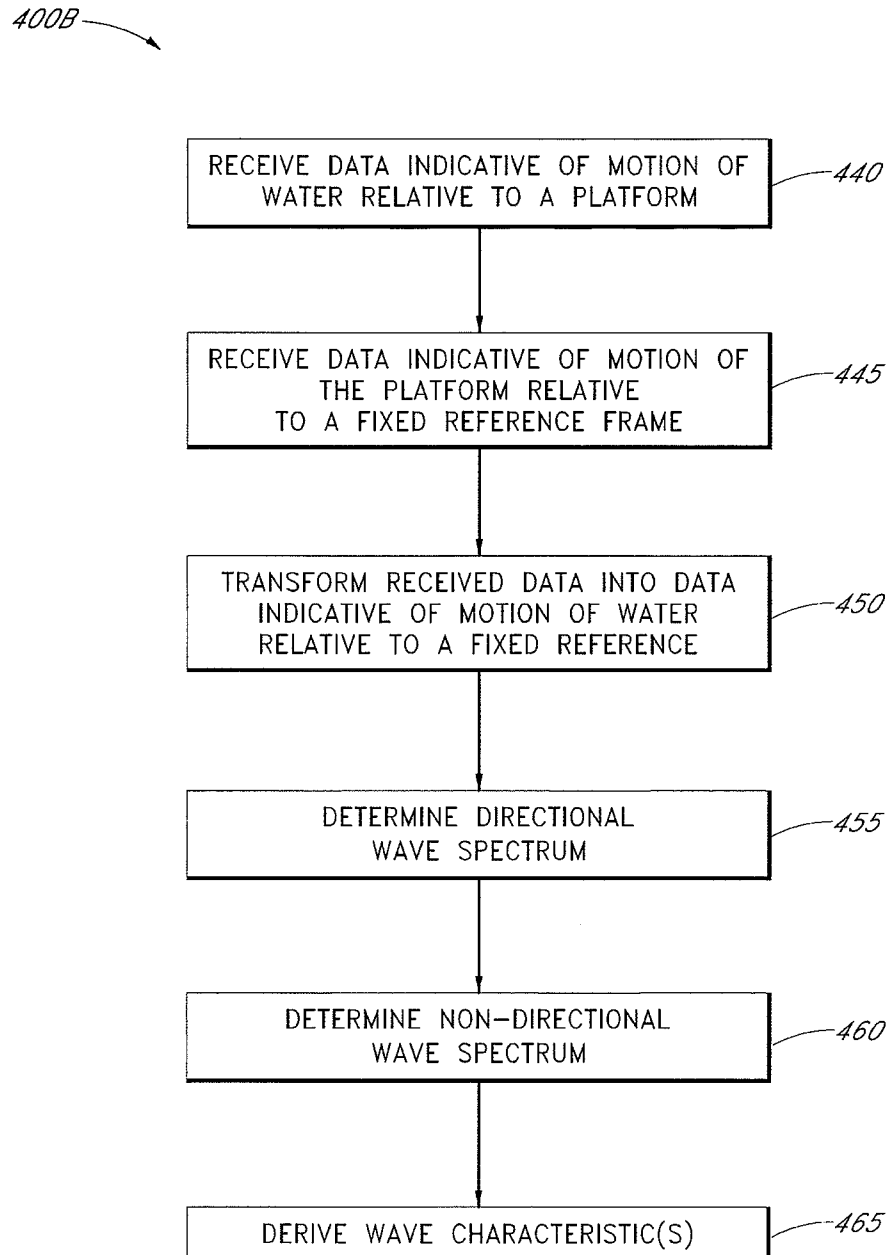 400B
RECEIVE DATA INDICATIVE OF MOTION OF
WATER RELATIVE TO A PLATFORM
440
RECEIVE DATA INDICATIVE OF MOTION OF
THE PLATFORM RELATIVE
TO A FIXED REFERENCE FRAME
445
TRANSFORM RECEIVED DATA INTO DATA
INDICATIVE OF MOTION OF WATER
RELATIVE TO A FIXED REFERENCE
450
DETERMINE DIRECTIONAL
WAVE SPECTRUM
455
DETERMINE NON-DIRECTIONAL
WAVE SPECTRUM
460
DERIVE WAVE CHARACTERISTIC(S)
465